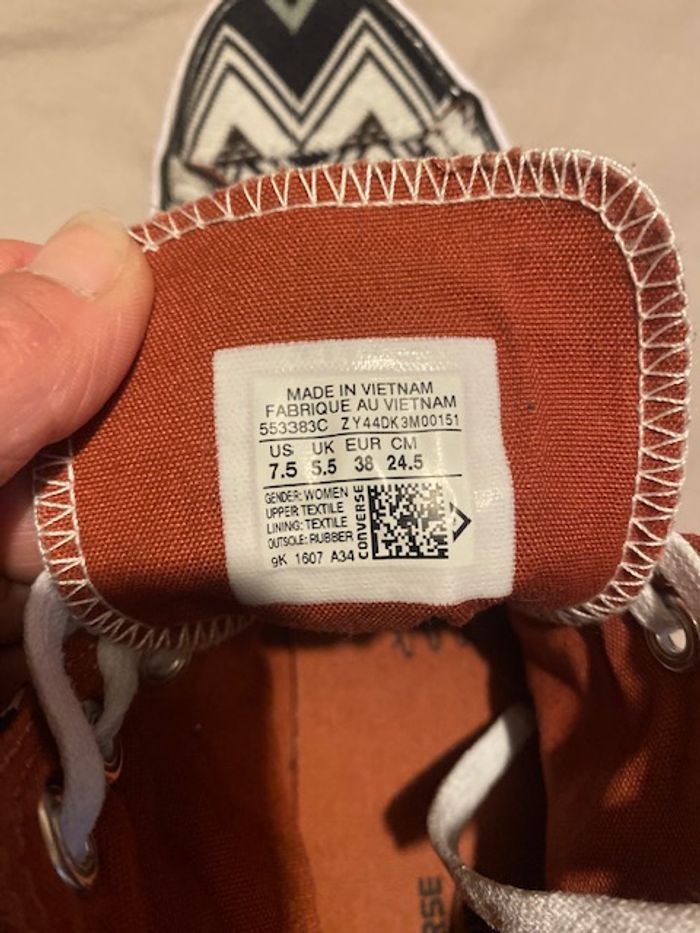 MADE IN VIETNAM
FABRIQUE AU VIETNAM
553383C ZY44DK3M00151
US UK EUR CM
7.5 5.5 38 24.5
GENDER: WOMEN
UPPER: TEXTILE
LINING: TEXTILE
OUTSOLE: RUBBER
9K 1607 A34
CONVERSE
RSE